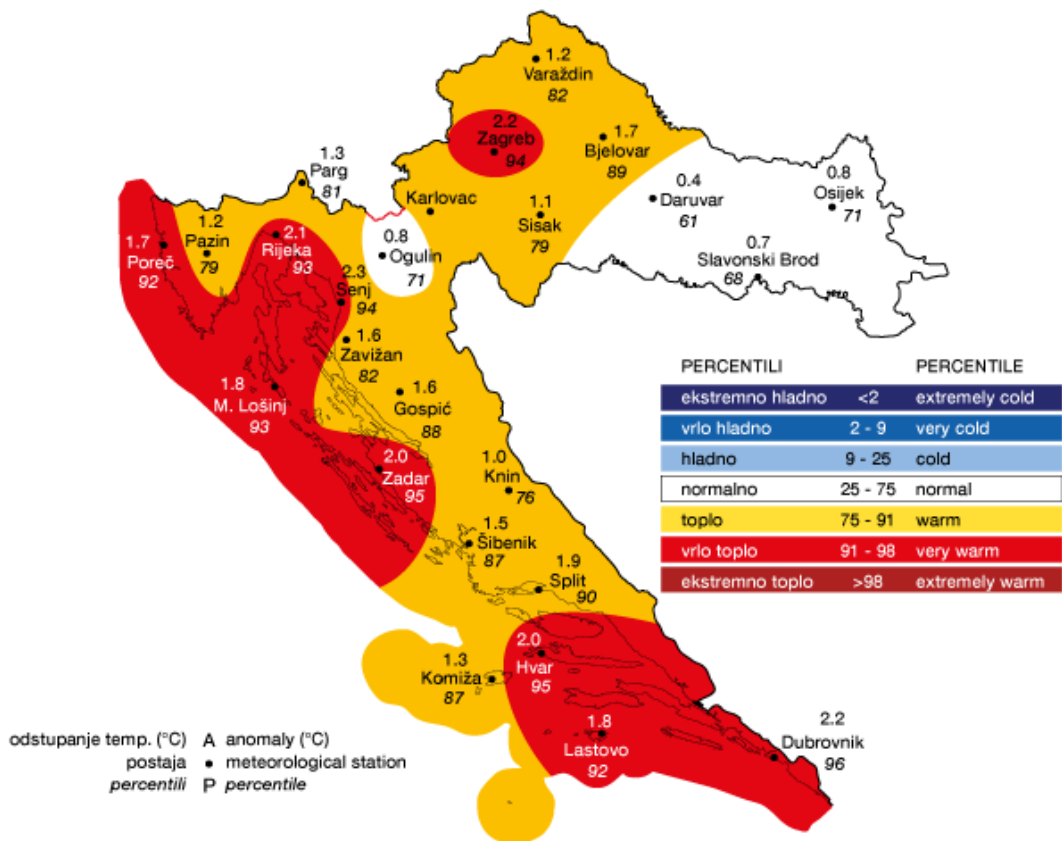 1.2
Varaždin
82
2.2
Zagreb
94
1.7
Bjelovar
89
1.3
Parg
81
Karlovac
0.4
Daruvar
61
0.8
Osijek
71
1.2
Pazin
79
2.1
Rijeka
93
1.1
Sisak
79
1.7
Poreč
92
0.8
Ogulin
71
0.7
Slavonski Brod
68
2.3
Senj
94
1.6
Zavižan
82
1.8
M. Lošinj
93
1.6
Gospić
88
2.0
Zadar
95
1.0
Knin
76
1.5
Šibenik
87
1.9
Split
90
2.0
Hvar
95
1.3
Komiža
87
1.8
Lastovo
92
2.2
Dubrovnik
96
PERCENTILI PERCENTILE
ekstremno hladno <2 extremely cold
vrlo hladno 2 - 9 very cold
hladno 9 - 25 cold
normalno 25 - 75 normal
toplo 75 - 91 warm
vrlo toplo 91 - 98 very warm
ekstremno toplo >98 extremely warm
odstupanje temp. (°C) A anomaly (°C)
postaja • meteorological station
percentili P percentile